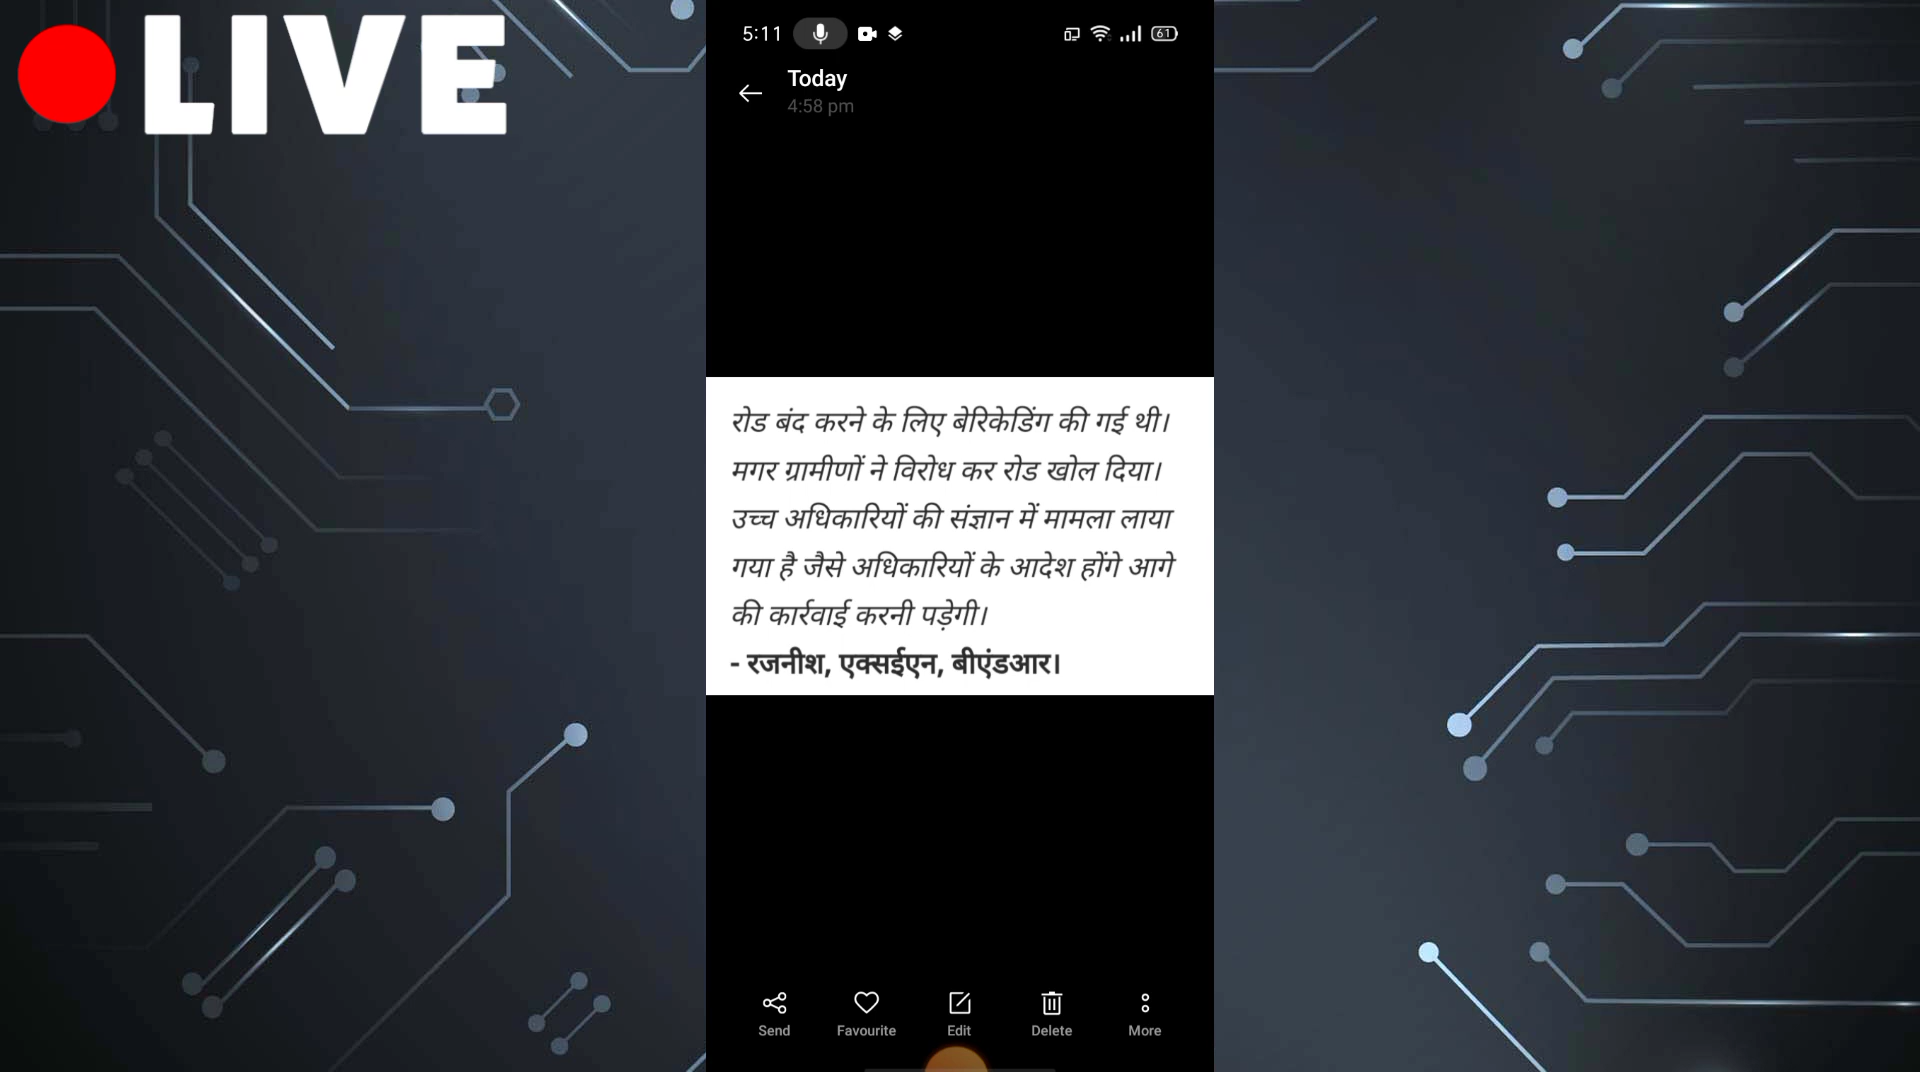 LIVE
5:11
61
Today
4:58 pm
रोड बंद करने के लिए बेरिकेडिंग की गई थी।
मगर ग्रामीणों ने विरोध कर रोड खोल दिया।
उच्च अधिकारियों की संज्ञान में मामला लाया
गया है जैसे अधिकारियों के आदेश होंगे आगे
की कार्रवाई करनी पड़ेगी।
- रजनीश, एक्सईएन, बीएंडआर।
Send Favourite Edit Delete More